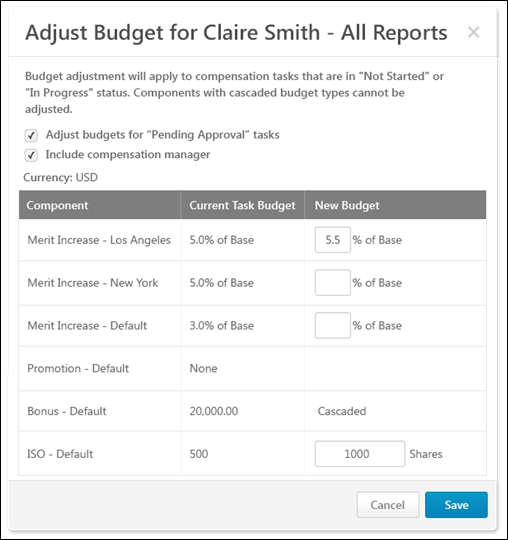 Adjust Budget for Claire Smith - All Reports ×
Budget adjustment will apply to compensation tasks that are in "Not Started" or
"In Progress" status. Components with cascaded budget types cannot be
adjusted.
Adjust budgets for “Pending Approval” tasks
Include compensation manager
Currency: USD
Component Current Task Budget New Budget
Merit Increase - Los Angeles 5.0% of Base 5.5 % of Base
Merit Increase - New York 5.0% of Base % of Base
Merit Increase - Default 3.0% of Base % of Base
Promotion - Default None
Bonus - Default 20,000.00 Cascaded
ISO - Default 500 1000 Shares
Cancel Save